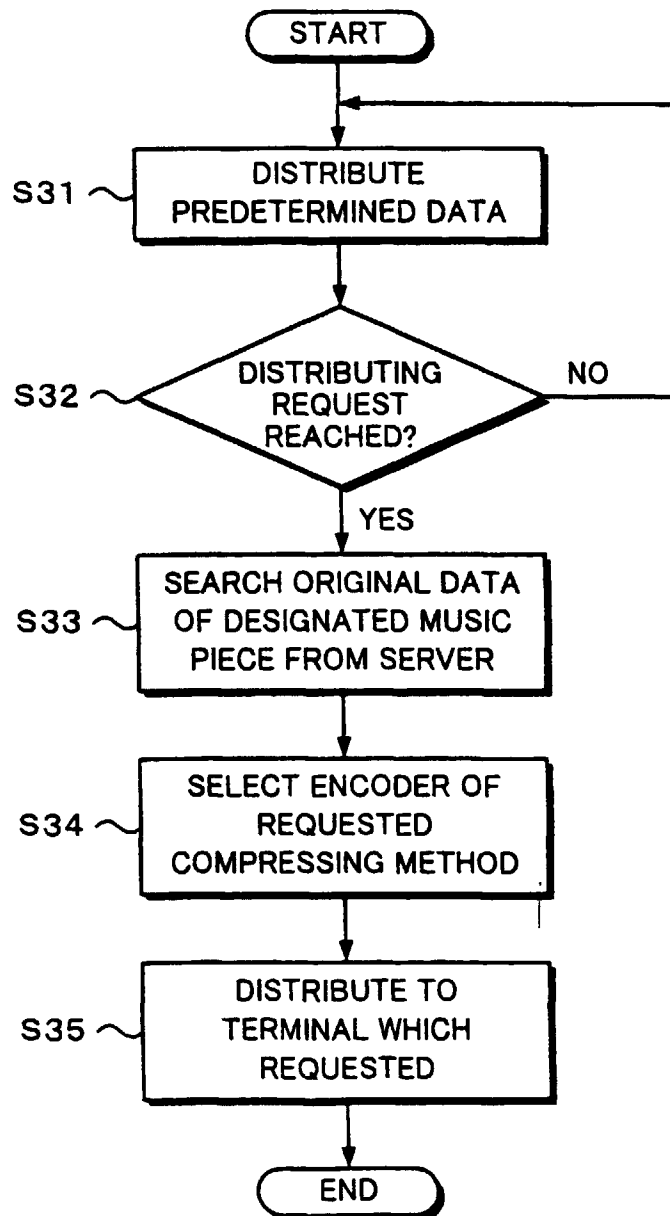 START
S31
DISTRIBUTE
PREDETERMINED DATA
S32
DISTRIBUTING
REQUEST
REACHED?
NO
YES
S33
SEARCH ORIGINAL DATA
OF DESIGNATED MUSIC
PIECE FROM SERVER
S34
SELECT ENCODER OF
REQUESTED
COMPRESSING METHOD
S35
DISTRIBUTE TO
TERMINAL WHICH
REQUESTED
END